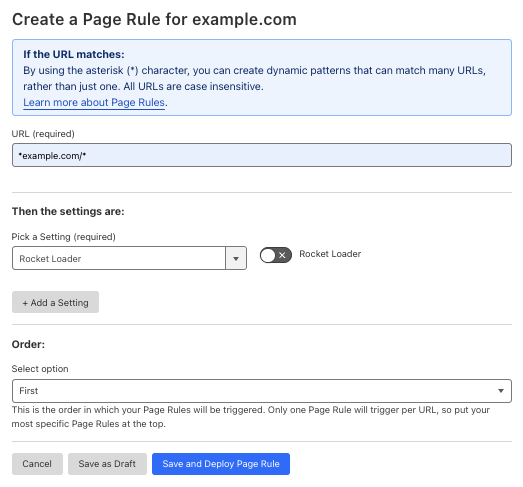 Create a Page Rule for example.com
If the URL matches:
By using the asterisk (*) character, you can create dynamic patterns that can match many URLs,
rather than just one. All URLs are case insensitive.
Learn more about Page Rules.
URL (required)
*example.com/*
Then the settings are:
Pick a Setting (required)
Rocket Loader
Rocket Loader
+ Add a Setting
Order:
Select option
First
This is the order in which your Page Rules will be triggered. Only one Page Rule will trigger per URL, so put your
most specific Page Rules at the top.
Cancel
Save as Draft
Save and Deploy Page Rule